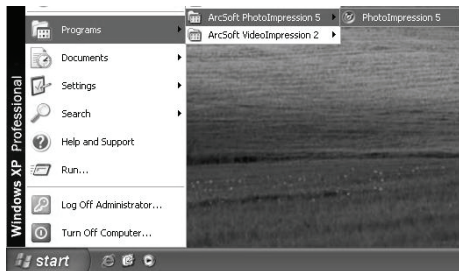 Programs
ArcSoft PhotoImpression 5
PhotoImpression 5
ArcSoft VideoImpression 2
Documents
Settings
Search
Help and Support
Run...
Log Off Administrator...
Turn Off Computer...
Windows XP Professional
start